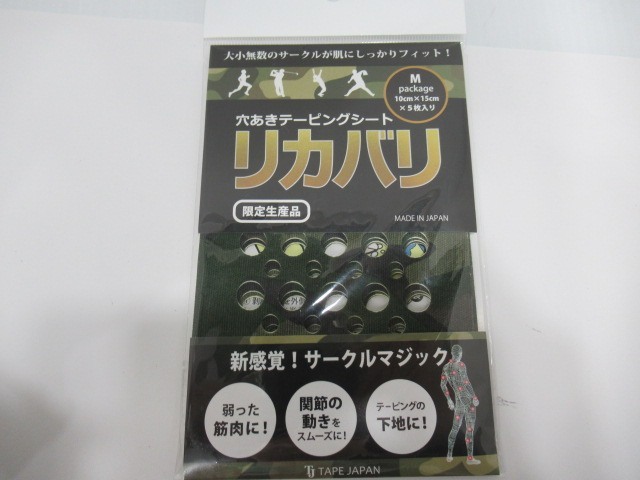 大小無数のサークルが肌にしっかりフィット!
M
package
10cm×15cm
×5枚入り
穴あきテーピングシート
リカバリ
限定生産品
MADE IN JAPAN
新感覚!サークルマジック
弱った
筋肉に!
関節の
動きを
スムーズに!
テーピングの
下地に!
TAPE JAPAN